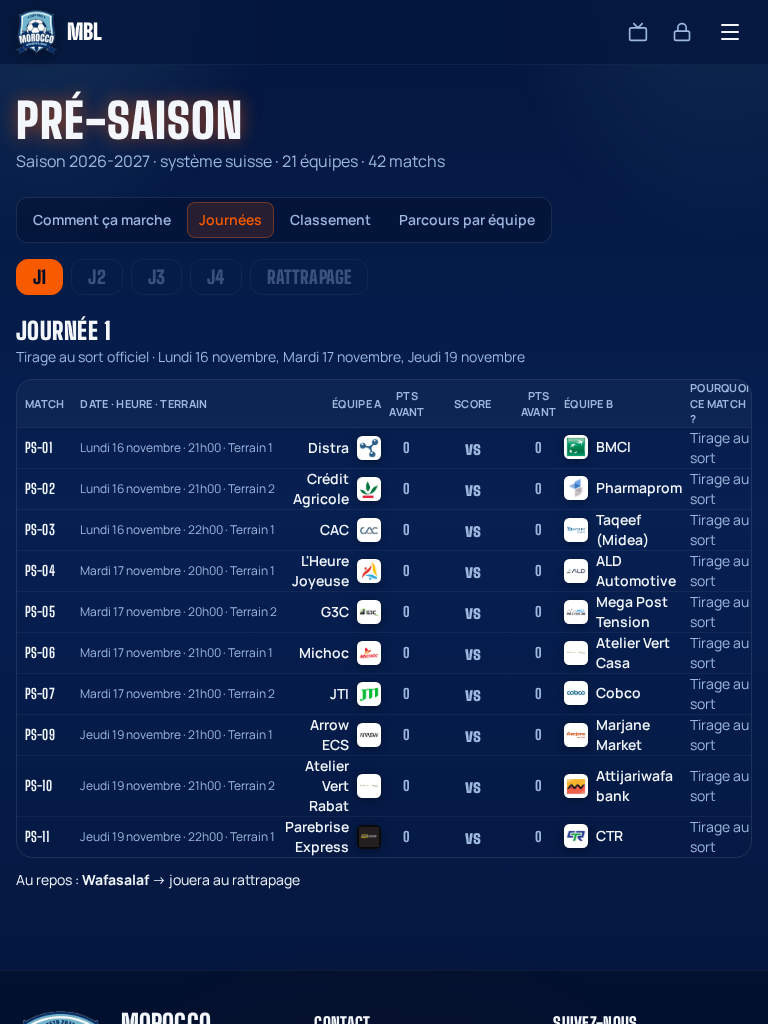 MOROCCO
MBL
PRÉ-SAISON
Saison 2026-2027 · système suisse · 21 équipes · 42 matchs
Comment ça marche Journées Classement Parcours par équipe
J1 J2 J3 J4 RATTRAPAGE
JOURNÉE 1
Tirage au sort officiel · Lundi 16 novembre, Mardi 17 novembre, Jeudi 19 novembre
MATCH DATE · HEURE · TERRAIN ÉQUIPE A PTS AVANT SCORE PTS AVANT ÉQUIPE B POURQUOI CE MATCH ?
PS-01 Lundi 16 novembre · 21h00 · Terrain 1 Distra 0 VS 0 BMCI Tirage au sort
PS-02 Lundi 16 novembre · 21h00 · Terrain 2 Crédit Agricole 0 VS 0 Pharmaprom Tirage au sort
PS-03 Lundi 16 novembre · 22h00 · Terrain 1 CAC CAC 0 VS 0 Taqeef (Midea) Tirage au sort
PS-04 Mardi 17 novembre · 20h00 · Terrain 1 L'Heure Joyeuse 0 VS 0 ALD ALD Automotive Tirage au sort
PS-05 Mardi 17 novembre · 20h00 · Terrain 2 G3C G3C 0 VS 0 Mega Post Tension Tirage au sort
PS-06 Mardi 17 novembre · 21h00 · Terrain 1 Michoc 0 VS 0 Atelier Vert Casa Tirage au sort
PS-07 Mardi 17 novembre · 21h00 · Terrain 2 JTI JTI 0 VS 0 cobco Cobco Tirage au sort
PS-09 Jeudi 19 novembre · 21h00 · Terrain 1 Arrow ECS 0 VS 0 Marjane Market Tirage au sort
PS-10 Jeudi 19 novembre · 21h00 · Terrain 2 Atelier Vert Rabat 0 VS 0 Attijariwafa bank Tirage au sort
PS-11 Jeudi 19 novembre · 22h00 · Terrain 1 Parebrise Express 0 VS 0 CTR CTR Tirage au sort
Au repos : Wafasalaf → jouera au rattrapage
MOROCCO CONTACT SUIVEZ-NOUS